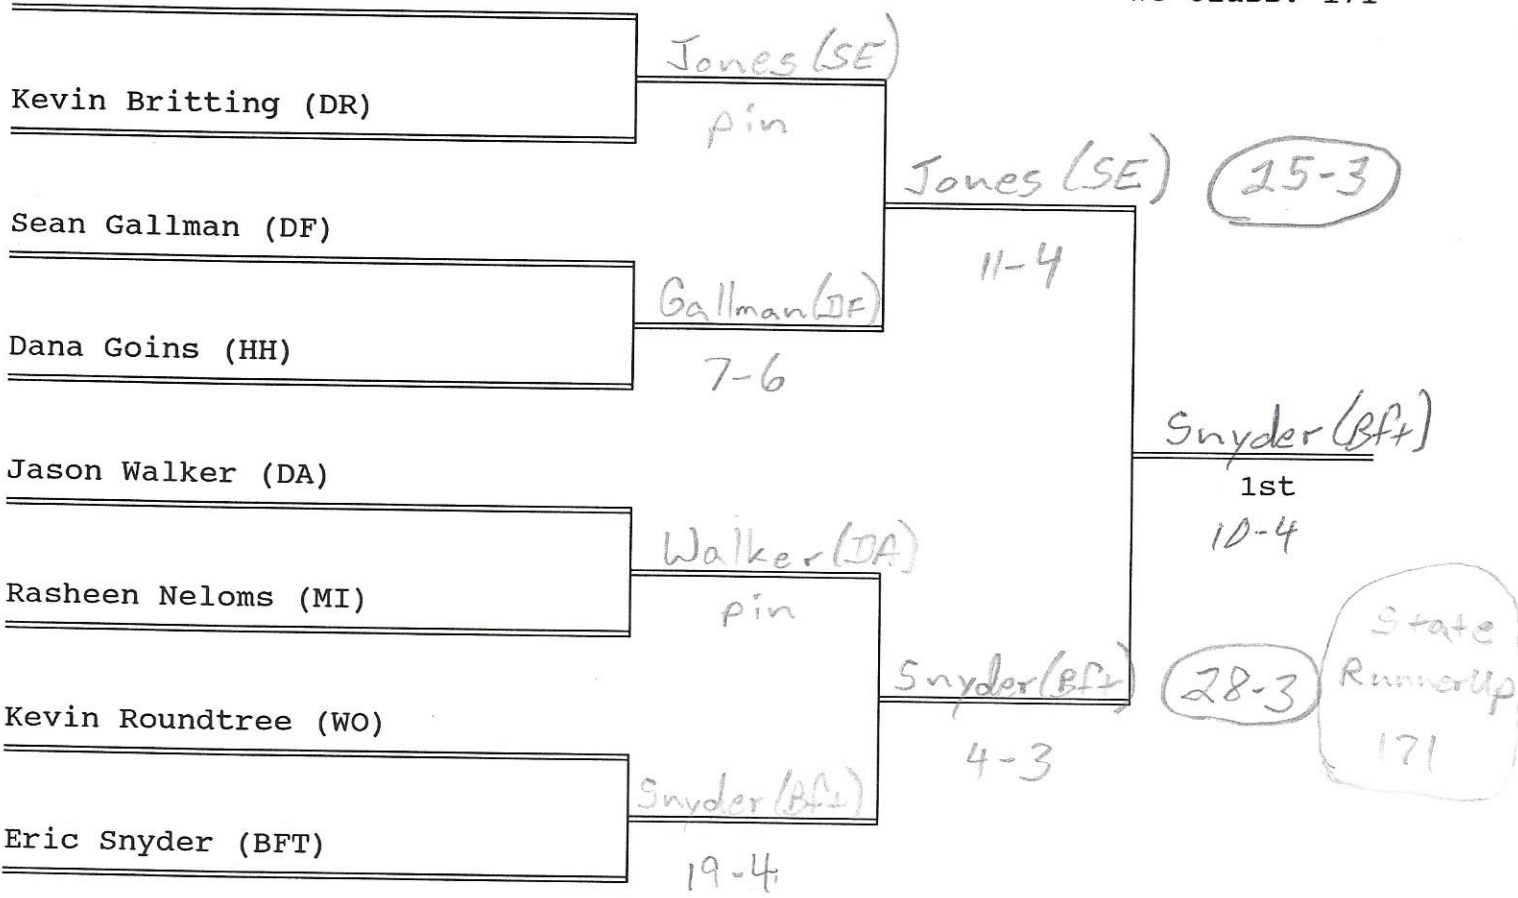 Jones (SE)
Kevin Britting (DR)
pin
Jones (SE)
25-3
Sean Gallman (DF)
11-4
Gallman (DF)
Dana Goins (HH)
7-6
Snyder (Bft)
Jason Walker (DA)
1st
10-4
Walker (DA)
Rasheen Neloms (MI)
pin
State
RunnerUp
171
Snyder (Bft)
28-3
Kevin Roundtree (WO)
4-3
Snyder (Bft)
Eric Snyder (BFT)
19-4